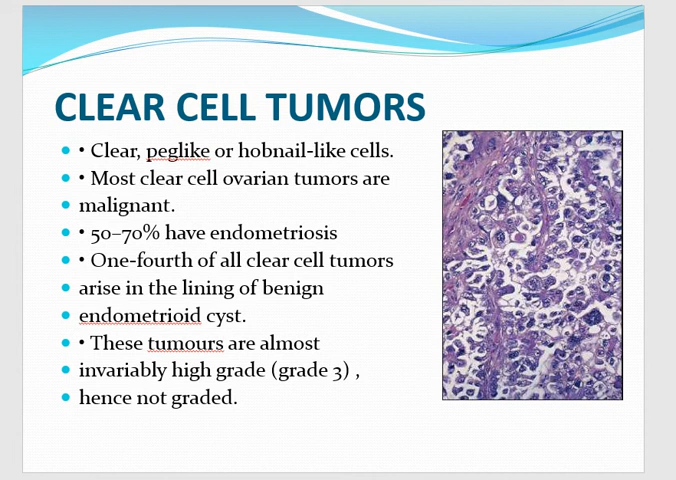 CLEAR CELL TUMORS
• • Clear, peglike or hobnail-like cells.
• • Most clear cell ovarian tumors are
• malignant.
• • 50–70% have endometriosis
• • One-fourth of all clear cell tumors
• arise in the lining of benign
• endometrioid cyst.
• • These tumours are almost
• invariably high grade (grade 3) ,
• hence not graded.